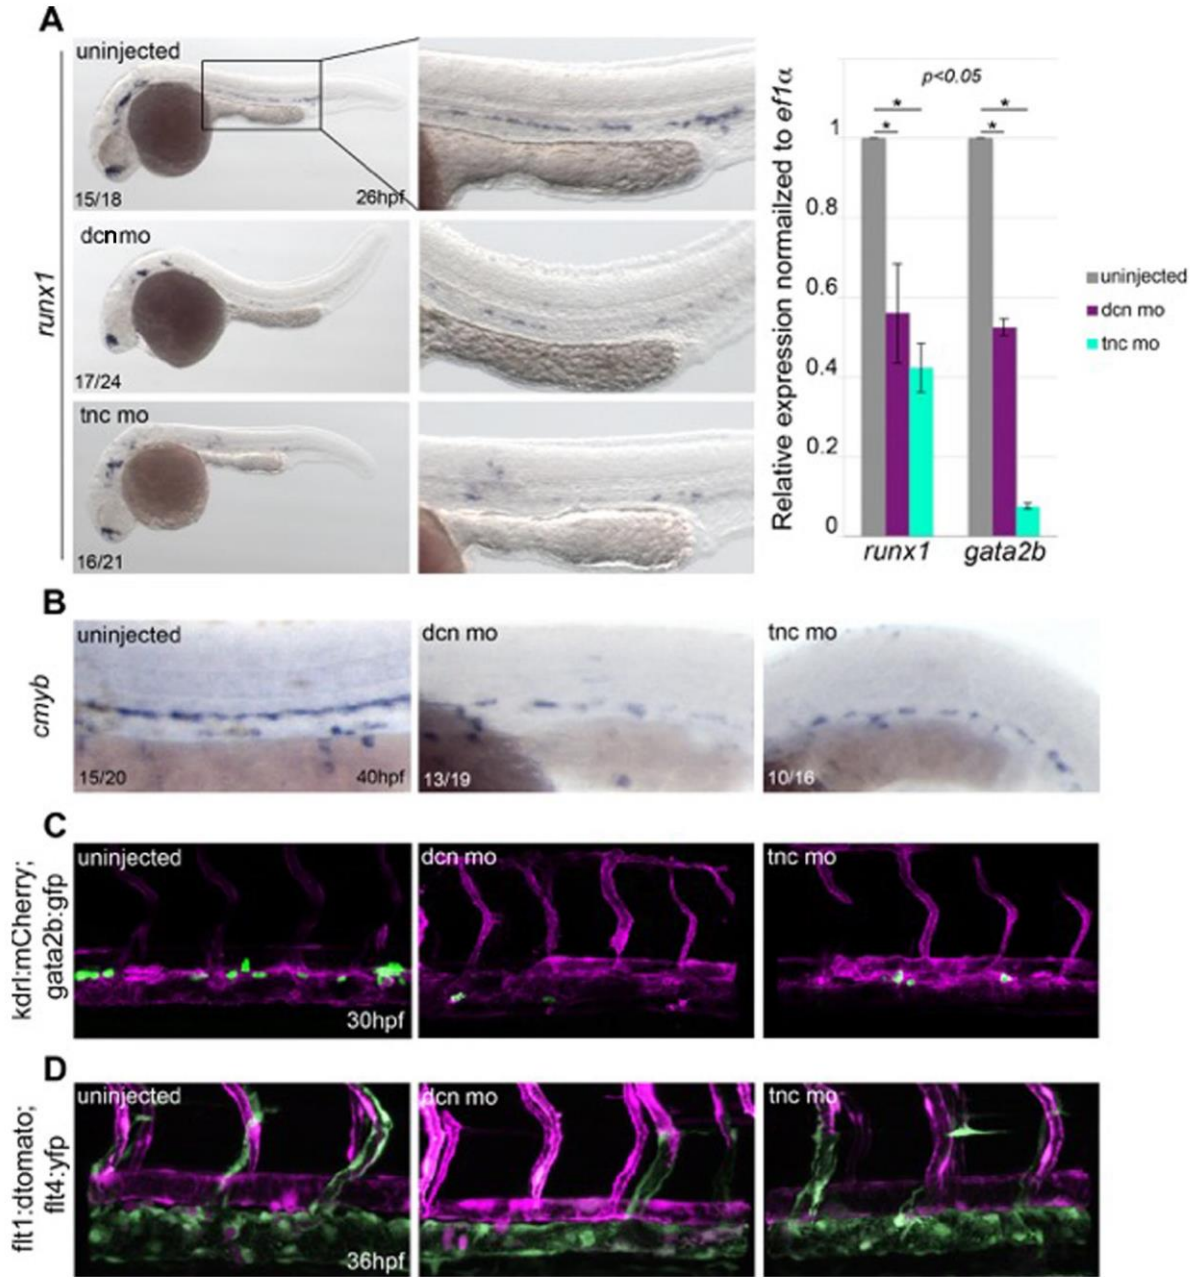 A
uninjected
15/18
26hpf
dcnmo
17/24
tnc mo
16/21
runx1
Relative expression normailzed to ef1α
p<0.05
*
*
*
*
1
0.8
0.6
0.4
0.2
0
runx1
gata2b
uninjected
dcn mo
tnc mo
B
cmyb
uninjected
15/20
40hpf
dcn mo
13/19
tnc mo
10/16
C
kdrl:mCherry;
gata2b:gfp
uninjected
30hpf
dcn mo
tnc mo
D
flt1:dtomato;
flt4:yfp
uninjected
36hpf
dcn mo
tnc mo